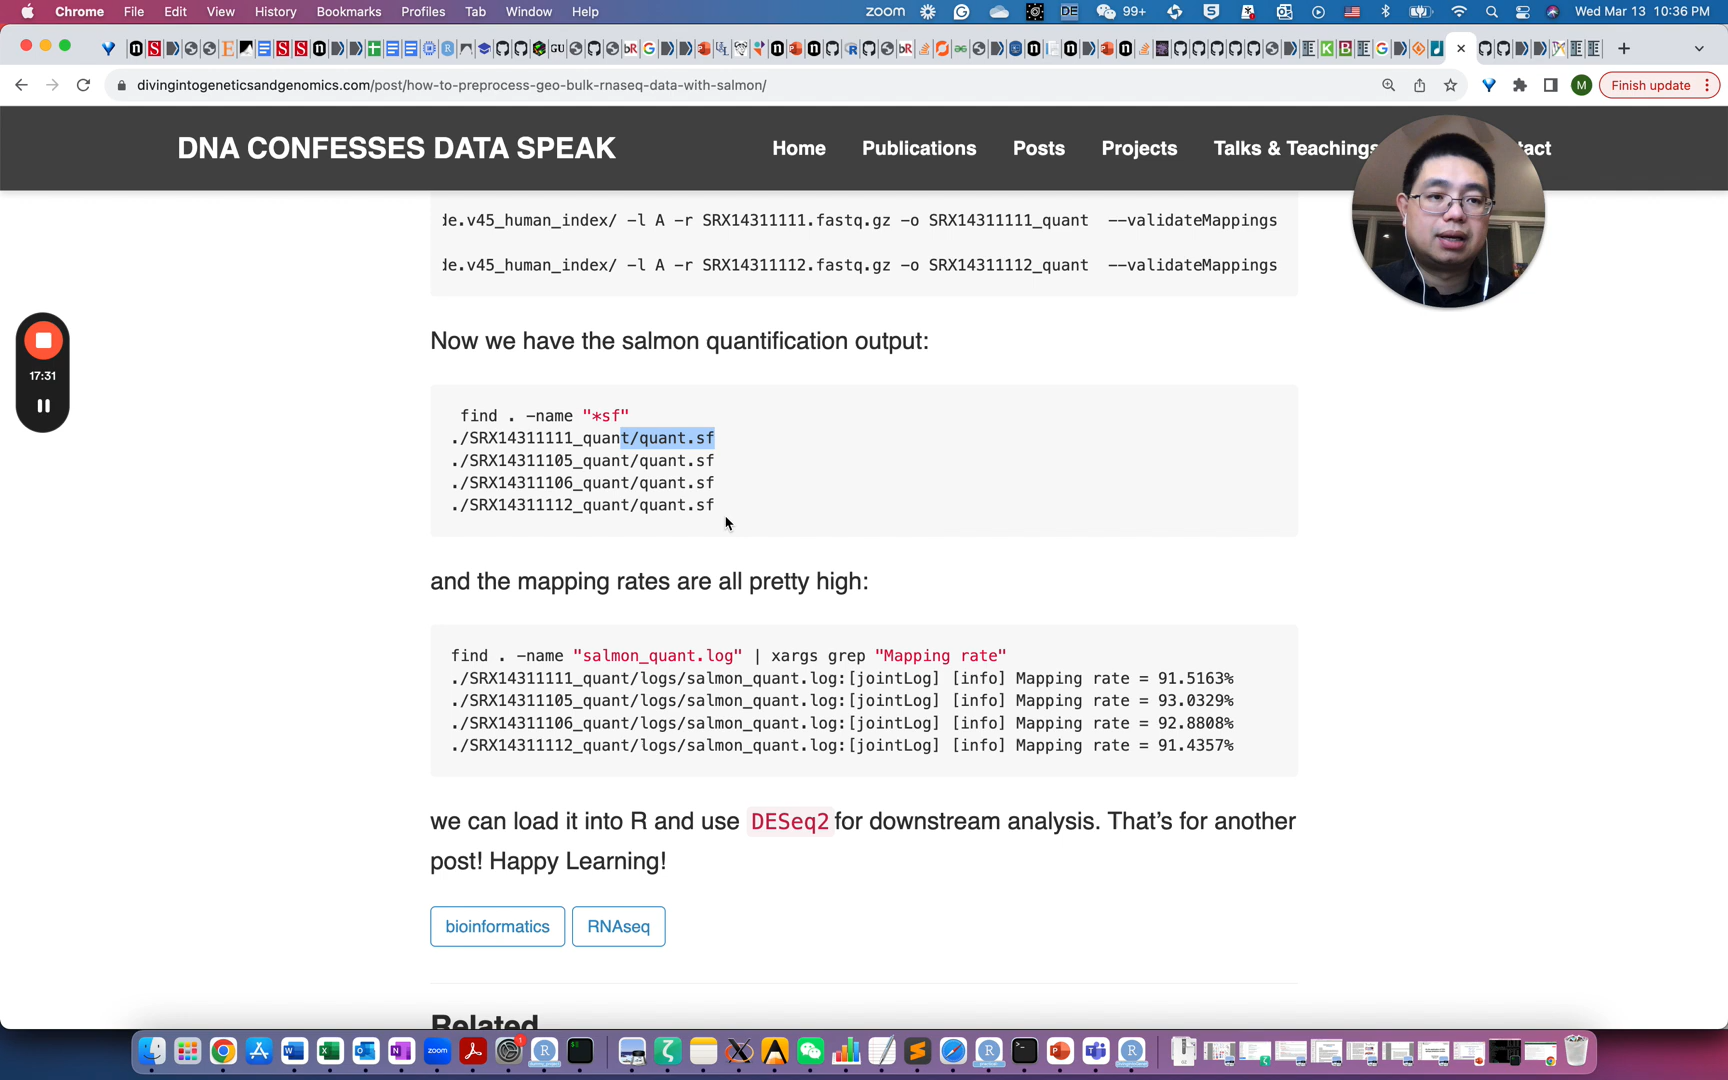 Chrome File Edit View History Bookmarks Profiles Tab Window Help zoom DE 99+ Wed Mar 13 10:36 PM
divingintogeneticsandgenomics.com/post/how-to-preprocess-geo-bulk-rnaseq-data-with-salmon/ M Finish update
DNA CONFESSES DATA SPEAK Home Publications Posts Projects Talks & Teachings
de.v45_human_index/ -l A -r SRX14311111.fastq.gz -o SRX14311111_quant --validateMappings
de.v45_human_index/ -l A -r SRX14311112.fastq.gz -o SRX14311112_quant --validateMappings
Now we have the salmon quantification output:
17:31
find . -name "*sf"
./SRX14311111_quant/quant.sf
./SRX14311105_quant/quant.sf
./SRX14311106_quant/quant.sf
./SRX14311112_quant/quant.sf
and the mapping rates are all pretty high:
find . -name "salmon_quant.log" | xargs grep "Mapping rate"
./SRX14311111_quant/logs/salmon_quant.log:[jointLog] [info] Mapping rate = 91.5163%
./SRX14311105_quant/logs/salmon_quant.log:[jointLog] [info] Mapping rate = 93.0329%
./SRX14311106_quant/logs/salmon_quant.log:[jointLog] [info] Mapping rate = 92.8808%
./SRX14311112_quant/logs/salmon_quant.log:[jointLog] [info] Mapping rate = 91.4357%
we can load it into R and use DESeq2 for downstream analysis. That's for another
post! Happy Learning!
bioinformatics RNAseq
Related